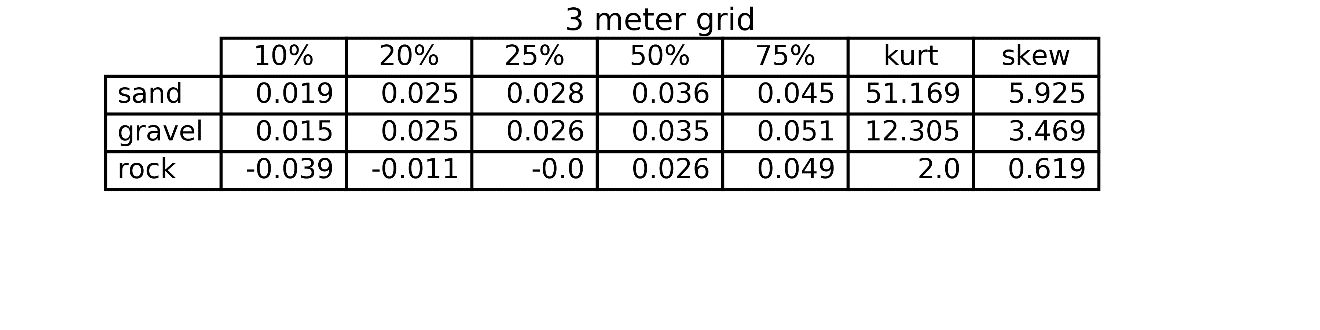 3 meter grid
10% 20% 25% 50% 75% kurt skew
sand 0.019 0.025 0.028 0.036 0.045 51.169 5.925
gravel 0.015 0.025 0.026 0.035 0.051 12.305 3.469
rock -0.039 -0.011 -0.0 0.026 0.049 2.0 0.619